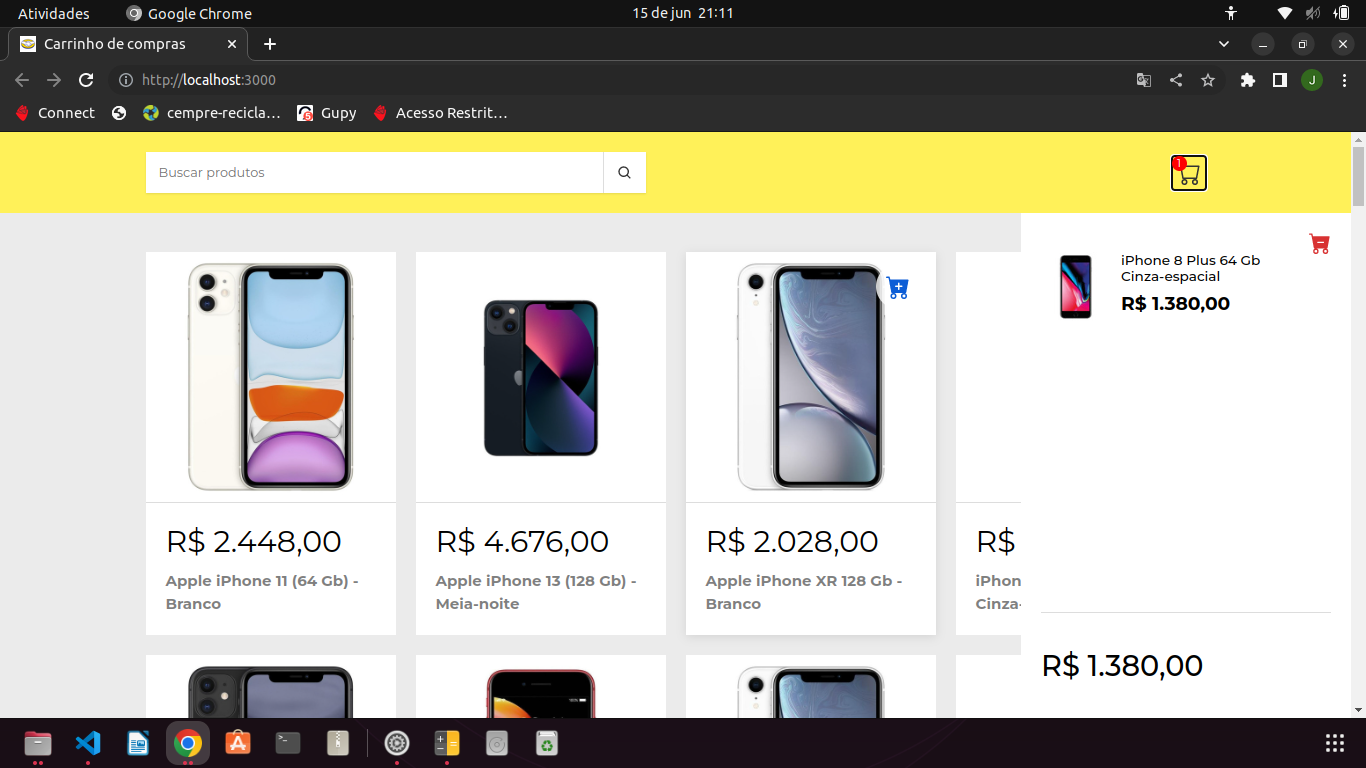 Atividades
Google Chrome
15 de jun 21:11
Carrinho de compras
http://localhost:3000
J
Connect
cempre-recicla...
Gupy
Acesso Restrit...
Buscar produtos
1
iPhone 8 Plus 64 Gb
Cinza-espacial
R$ 1.380,00
R$ 2.448,00
Apple iPhone 11 (64 Gb) -
Branco
R$ 4.676,00
Apple iPhone 13 (128 Gb) -
Meia-noite
R$ 2.028,00
Apple iPhone XR 128 Gb -
Branco
R$
iPhon
Cinza-
R$ 1.380,00